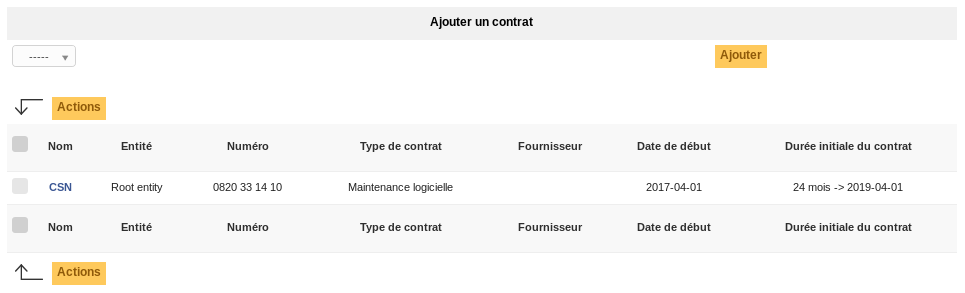 Ajouter un contrat
----- Ajouter
Actions
Nom Entité Numéro Type de contrat Fournisseur Date de début Durée initiale du contrat
CSN Root entity 0820 33 14 10 Maintenance logicielle 2017-04-01 24 mois -> 2019-04-01
Nom Entité Numéro Type de contrat Fournisseur Date de début Durée initiale du contrat
Actions